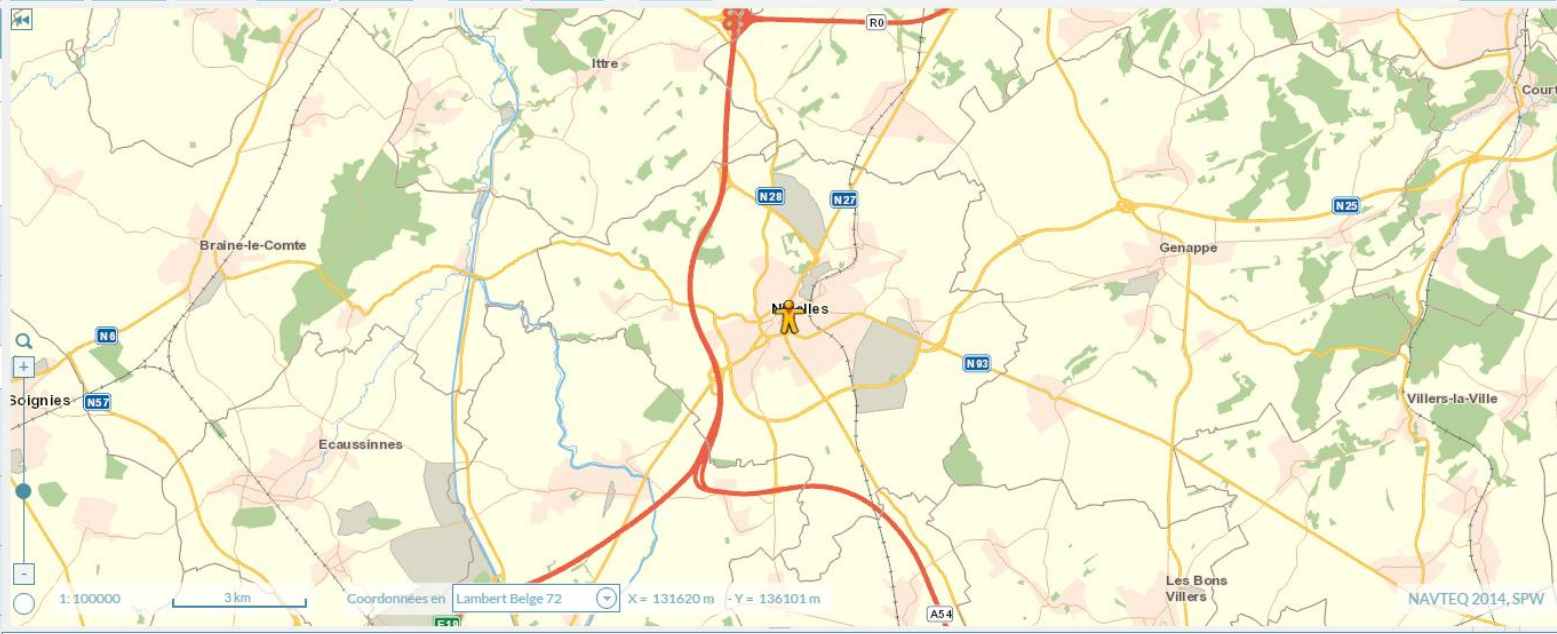 R0
Ittre
N28
N27
N25
Braine-le-Comte
Genappe
N6
N93
Soignies
N57
Villers-la-Ville
Ecaussinnes
+
-
1: 100000
3 km
Coordonnées en
Lambert Belge 72
X = 131620 m - Y = 136101 m
Les Bons
Villers
NAVTEQ 2014, SPW
A54
E19